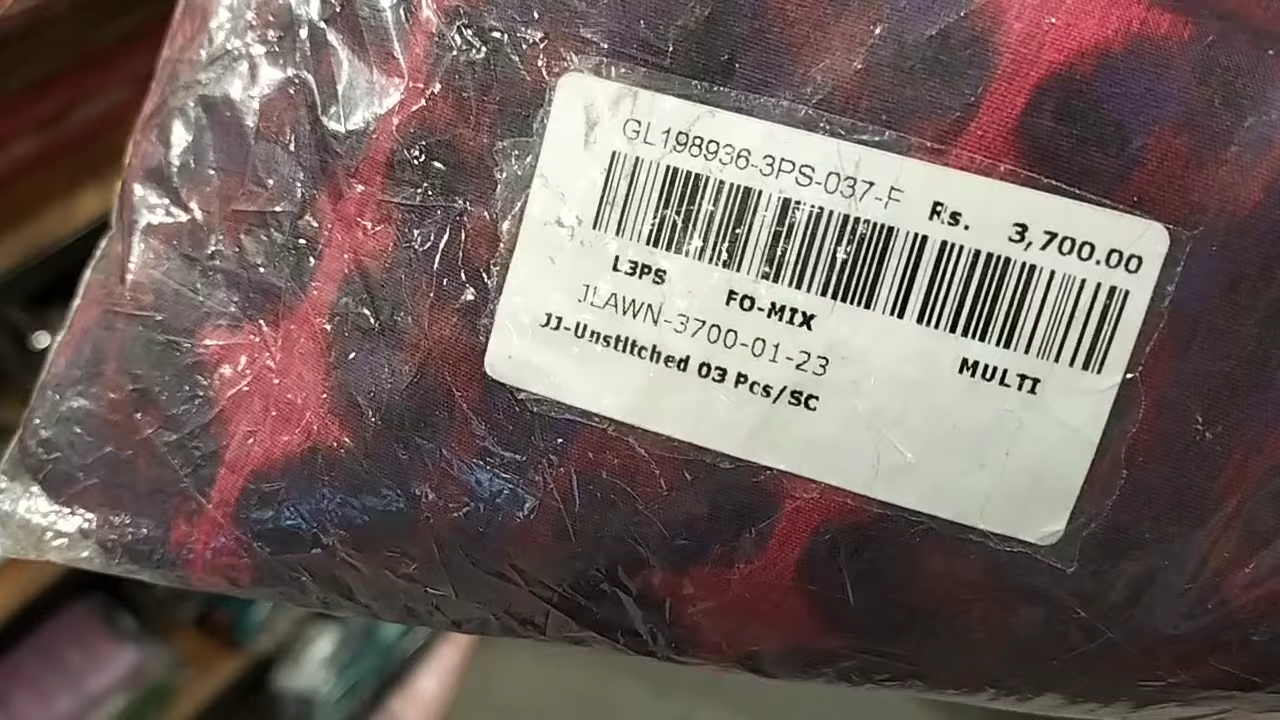 GL198936-3PS-037-F Rs. 3,700.00
L3PS FO-MIX MULTI
JLAWN-3700-01-23
JJ-Unstitched 03 Pcs/SC